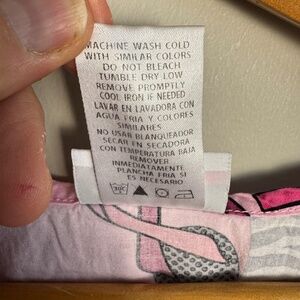 MACHINE WASH COLD
WITH SIMILAR COLORS
DO NOT BLEACH
TUMBLE DRY LOW
REMOVE PROMPTLY
COOL IRON IF NEEDED
LAVAR EN LAVADORA CON
AGUA FRIA Y COLORES
SIMILARES
NO USAR BLANQUEADOR
SECAR EN SECADORA
CON TEMPERATURA BAJA
REMOVER
INMEDIATAMENTE
PLANCHA FRIA SI
ES NECESARIO